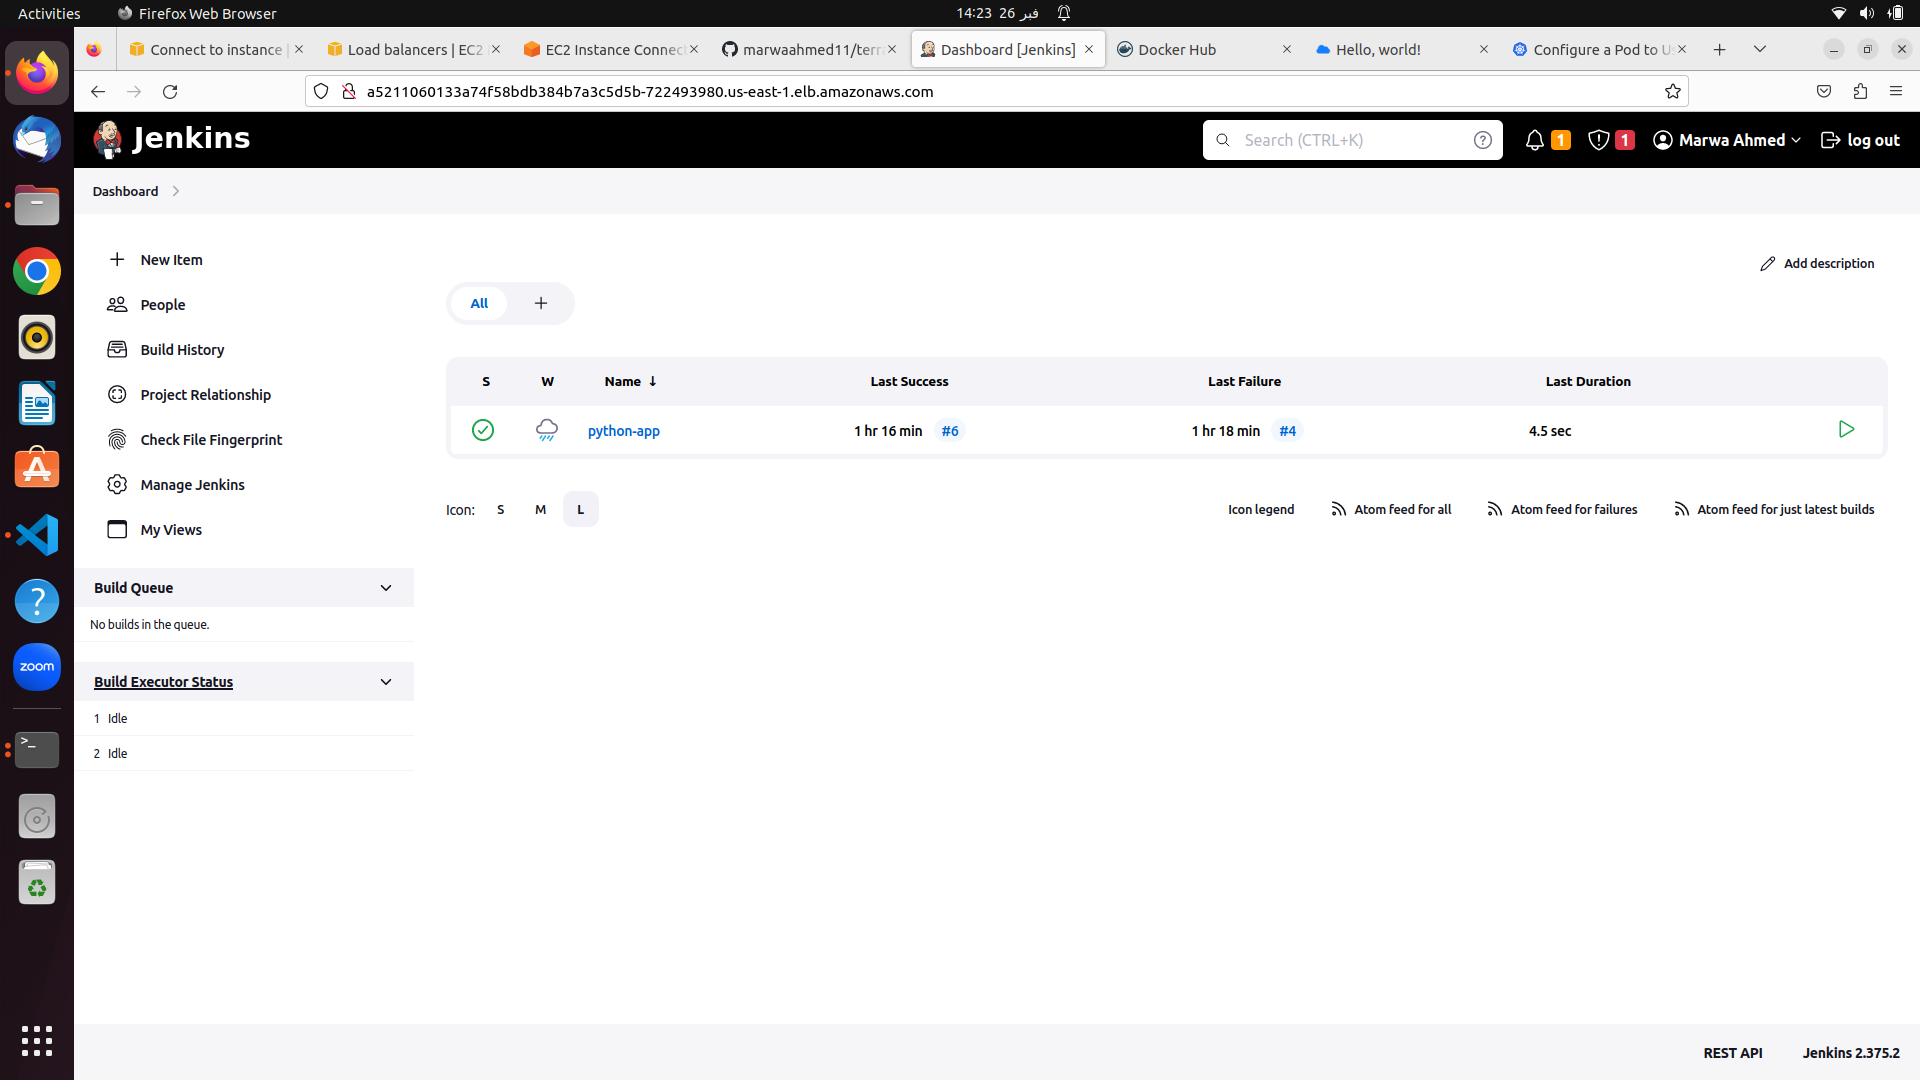 Activities
Firefox Web Browser
14:23 26 فبر
Connect to instance |
Load balancers | EC2
EC2 Instance Connect
marwaahmed11/terra
Dashboard [Jenkins]
Docker Hub
Hello, world!
Configure a Pod to Us
a5211060133a74f58bdb384b7a3c5d5b-722493980.us-east-1.elb.amazonaws.com
Jenkins
Search (CTRL+K)
?
1
1
Marwa Ahmed
log out
Dashboard
New Item
People
Build History
Project Relationship
Check File Fingerprint
Manage Jenkins
My Views
Build Queue
No builds in the queue.
Build Executor Status
1 Idle
2 Idle
Add description
All +
S W Name ↓ Last Success Last Failure Last Duration
python-app 1 hr 16 min #6 1 hr 18 min #4 4.5 sec
Icon: S M L
Icon legend
Atom feed for all
Atom feed for failures
Atom feed for just latest builds
zoom
REST API
Jenkins 2.375.2